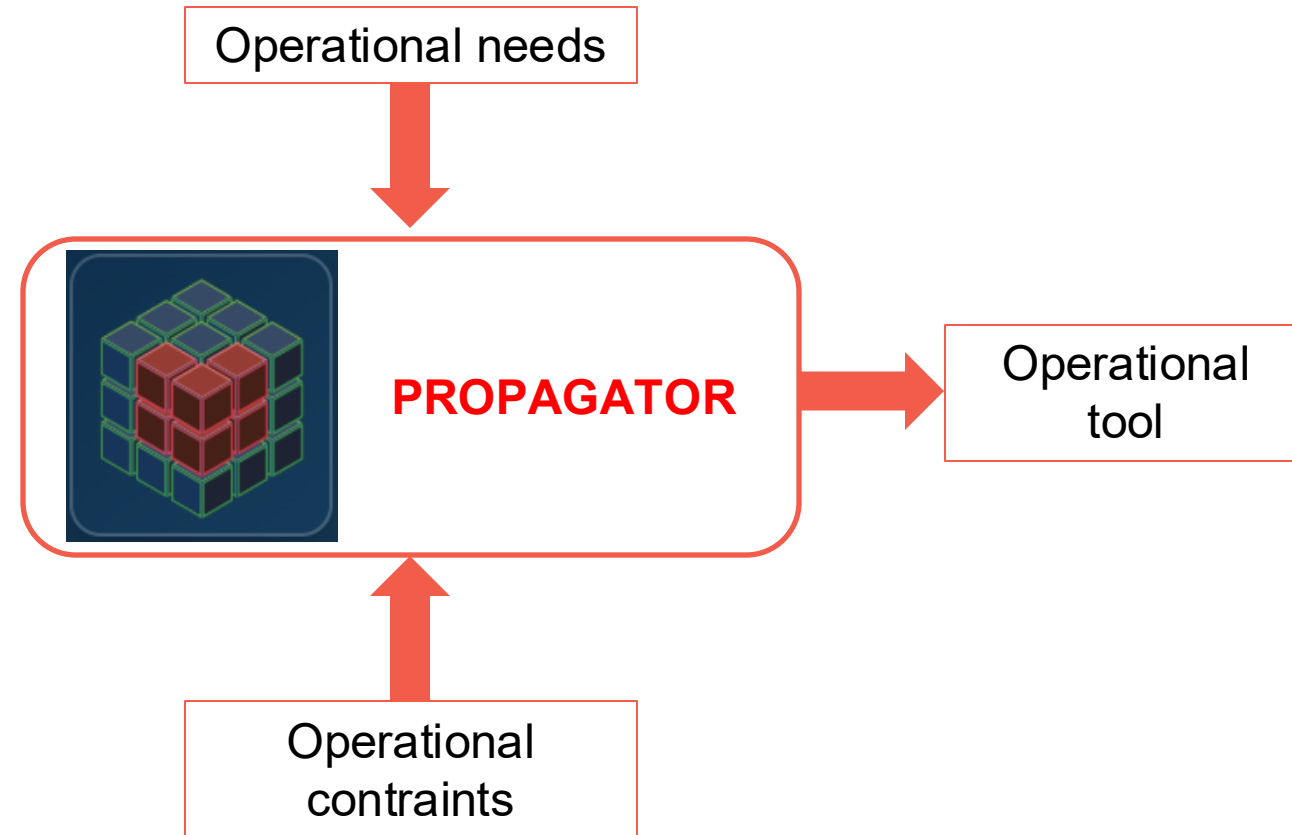 Operational needs
PROPAGATOR
Operational
tool
Operational
contraints